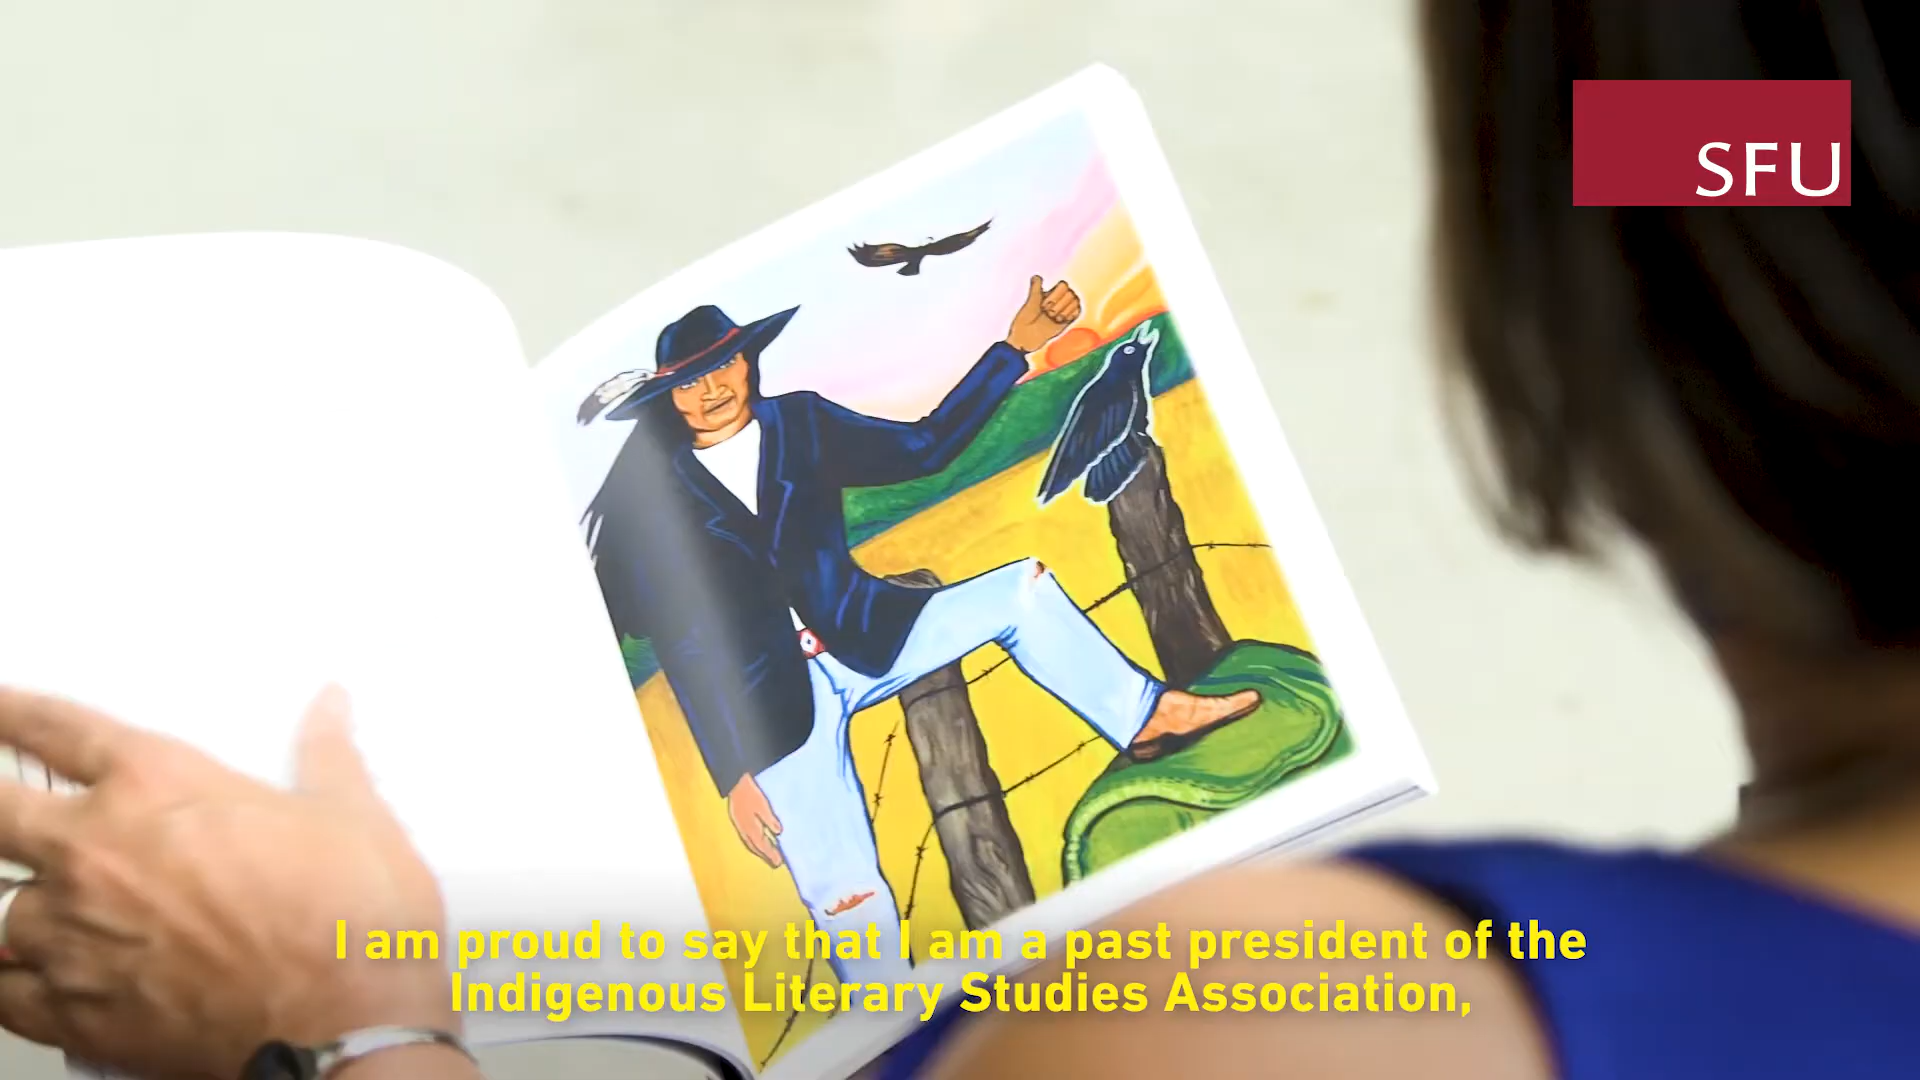 SFU
I am proud to say that I am a past president of the
Indigenous Literary Studies Association,